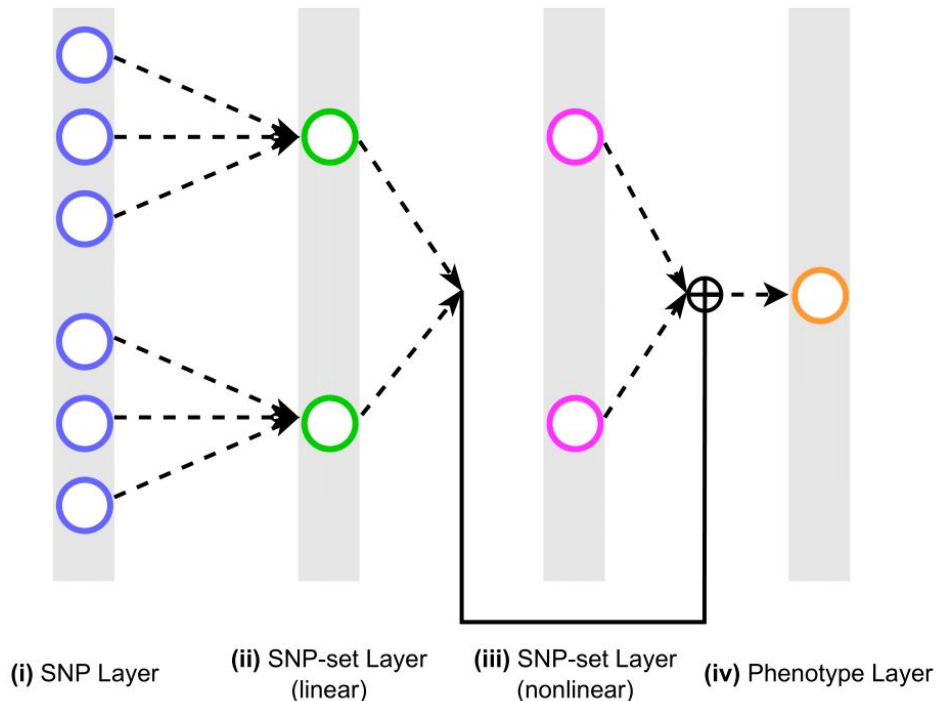 (i) SNP Layer
(ii) SNP-set Layer
(linear)
(iii) SNP-set Layer
(nonlinear)
(iv) Phenotype Layer